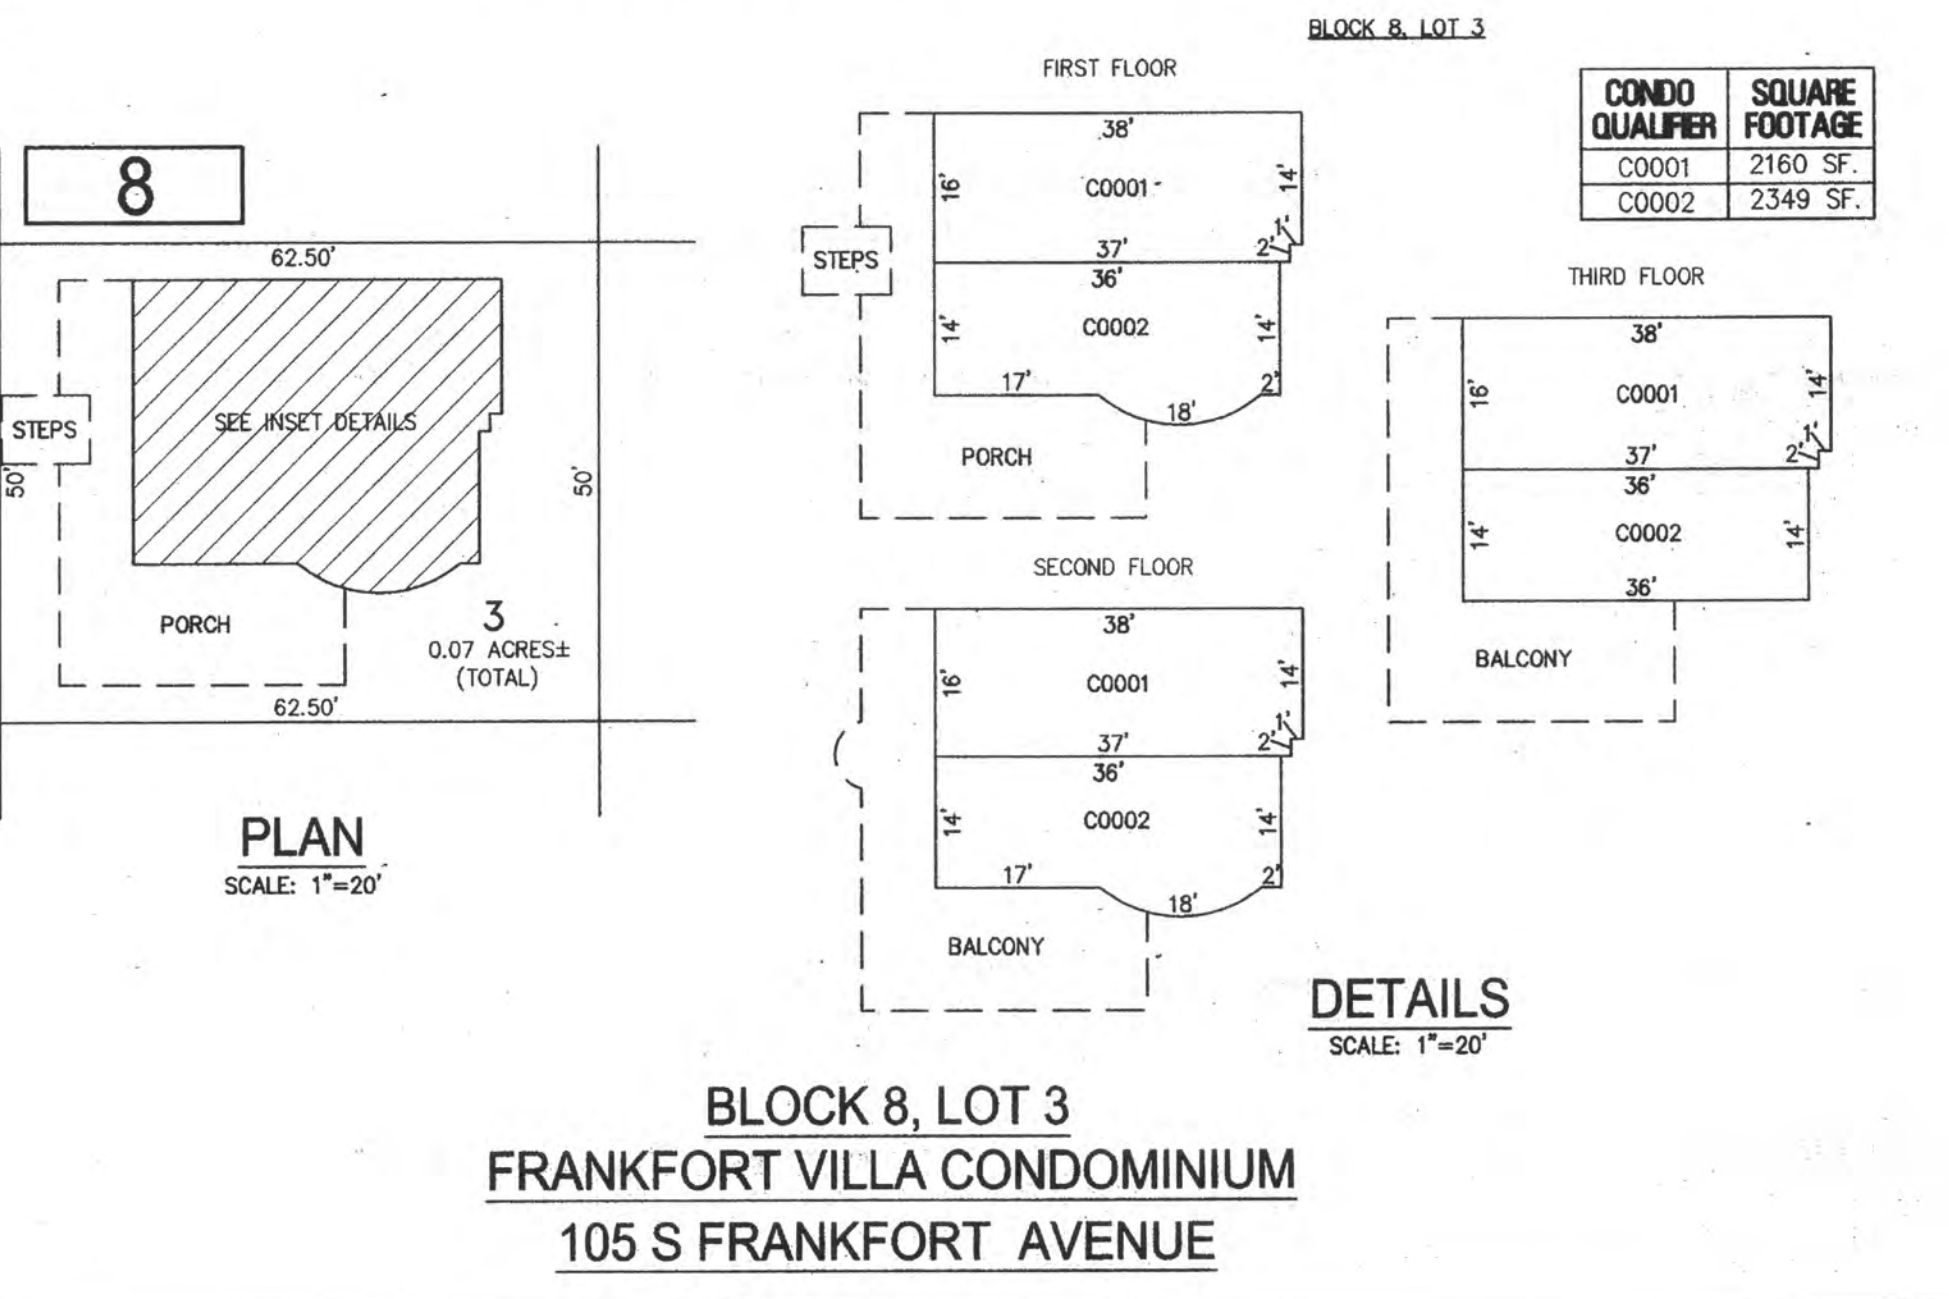 BLOCK 8, LOT 3
8
62.50'
SEE INSET DETAILS
STEPS
50'
50'
PORCH
3
0.07 ACRES±
(TOTAL)
62.50'
PLAN
SCALE: 1"=20'
FIRST FLOOR
38'
16'
C0001
14'
1'
37'
2'
STEPS
36'
14'
C0002
14'
17'
2'
18'
PORCH
SECOND FLOOR
38'
16'
C0001
14'
1'
37'
2'
36'
14'
C0002
14'
17'
2'
18'
BALCONY
CONDO QUALIFIER
SQUARE FOOTAGE
C0001 2160 SF.
C0002 2349 SF.
THIRD FLOOR
38'
16'
C0001
14'
1'
37'
2'
36'
14'
C0002
14'
36'
BALCONY
DETAILS
SCALE: 1"=20'
BLOCK 8, LOT 3
FRANKFORT VILLA CONDOMINIUM
105 S FRANKFORT AVENUE